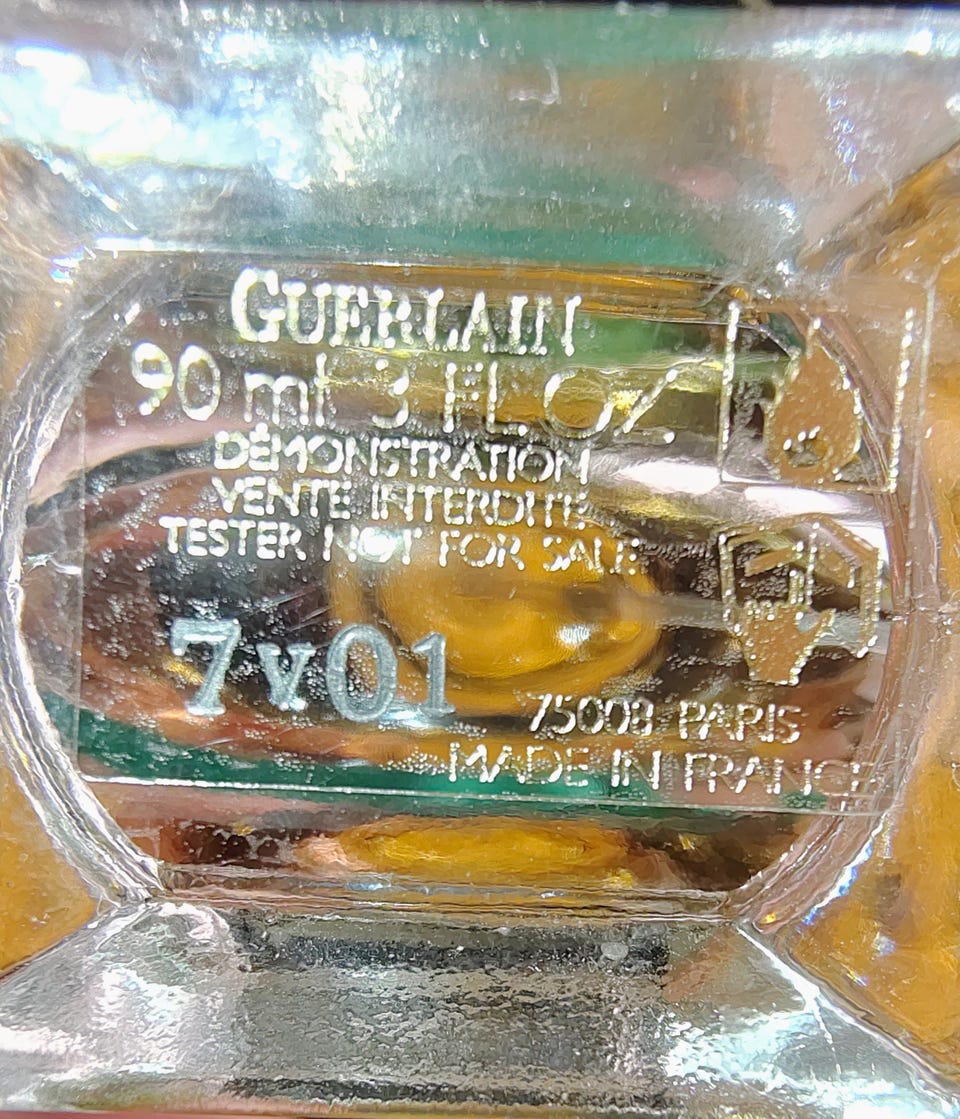 GUERLAIN
90 ml 3 FL.OZ
DÉMONSTRATION
VENTE INTERDITE
TESTER NOT FOR SALE
7v01
75008 PARIS
MADE IN FRANCE